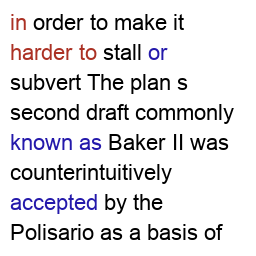 in order to make it
harder to stall or
subvert The plan s
second draft commonly
known as Baker II was
counterintuitively
accepted by the
Polisario as a basis of